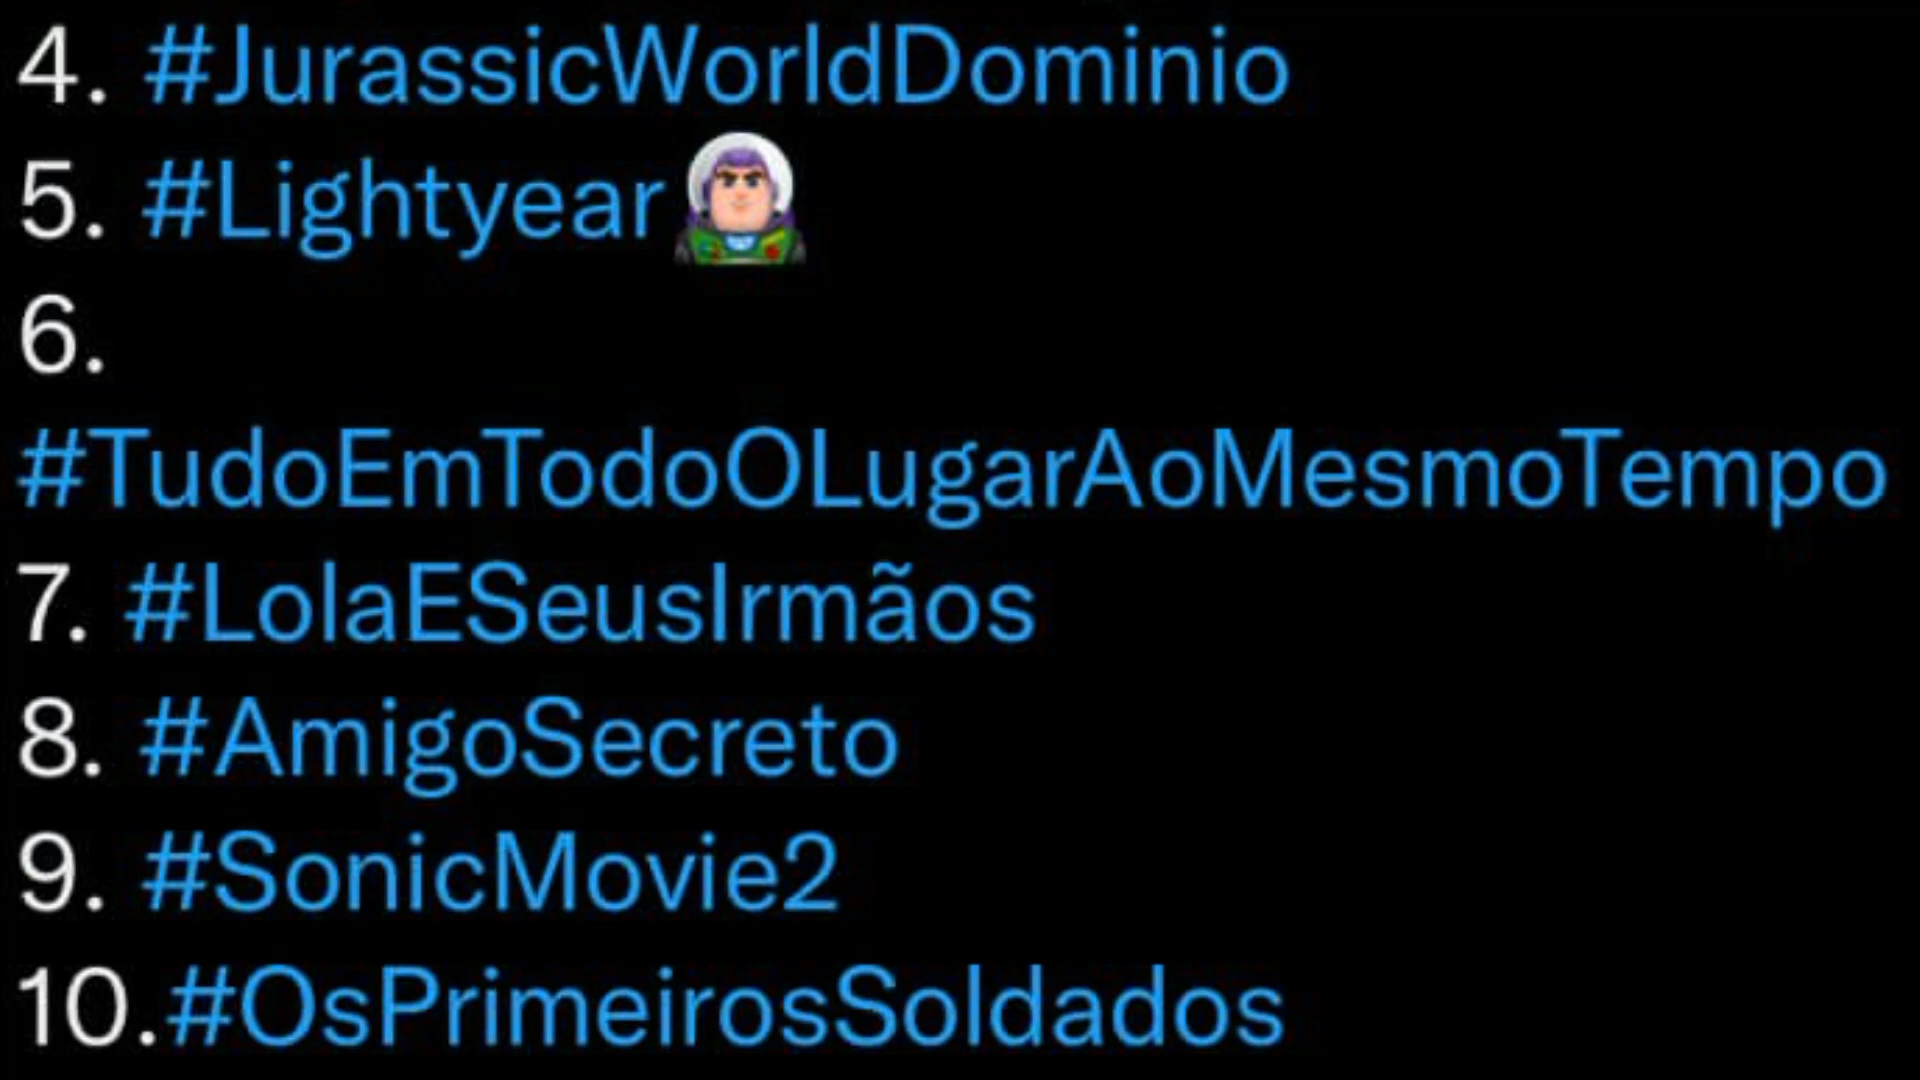 4. #JurassicWorldDominio
5. #Lightyear
6.
#TudoEmTodoOLugarAoMesmoTempo
7. #LolaESeusIrmãos
8. #AmigoSecreto
9. #SonicMovie2
10.#OsPrimeirosSoldados